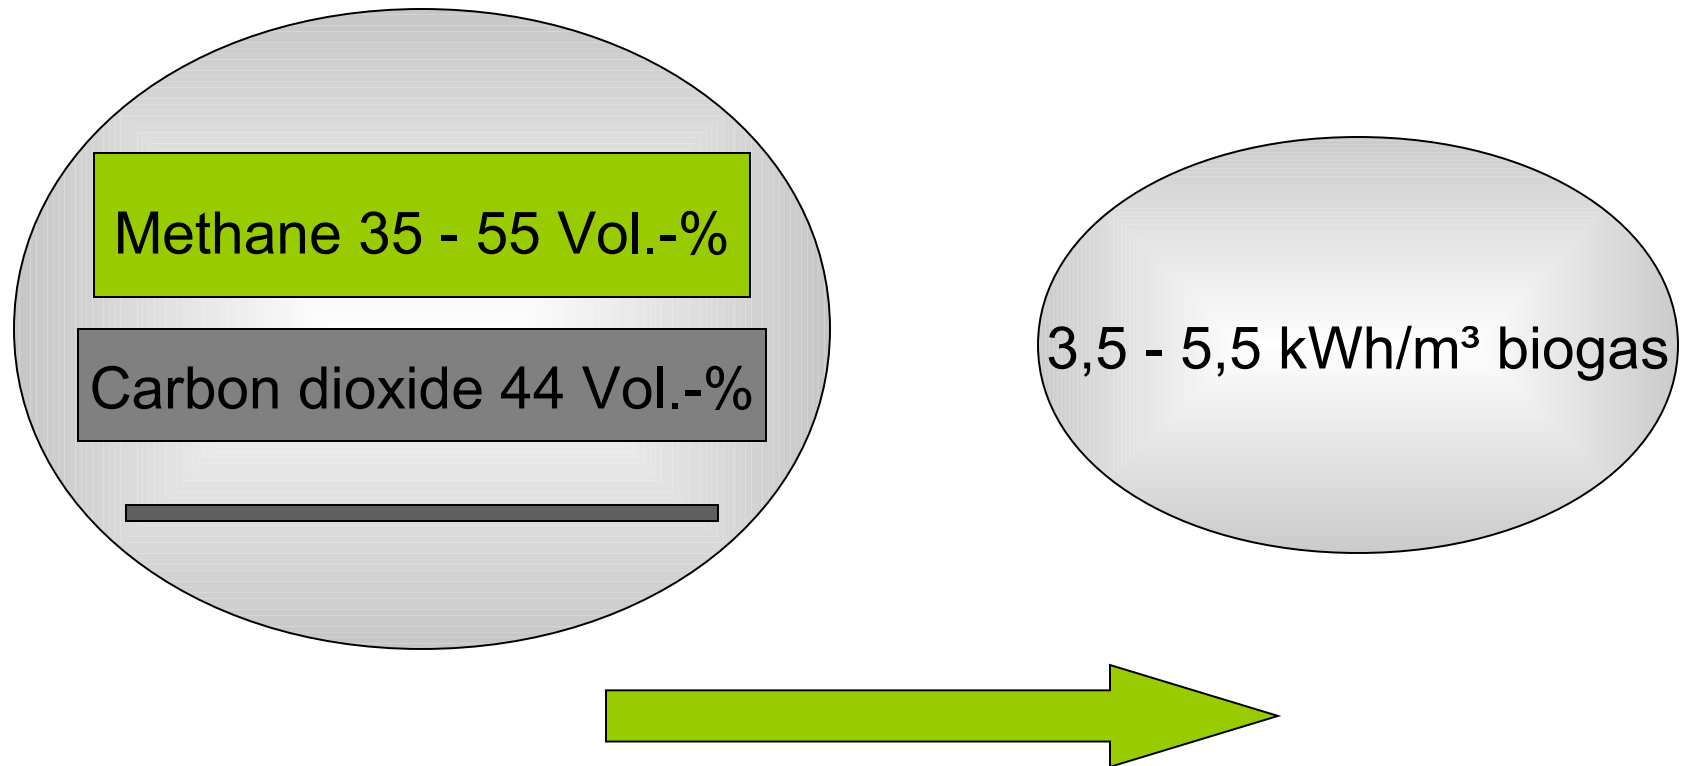 Methane 35 - 55 Vol.-%
Carbon dioxide 44 Vol.-%
3,5 - 5,5 kWh/m³ biogas